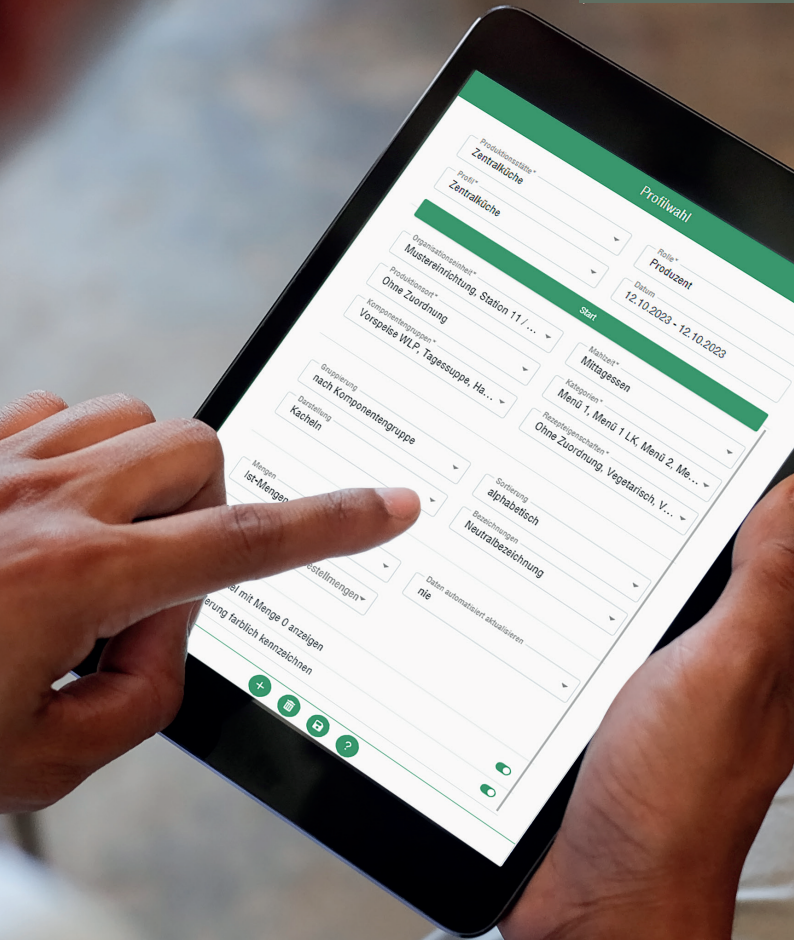 Profilwahl
Produktionsstätte*
Zentralküche
Rolle*
Produzent
Profil*
Zentralküche
Datum
12.10.2023 - 12.10.2023
Start
Organisationseinheit*
Mustereinrichtung, Station 11 / ...
Mahlzeit*
Mittagessen
Produktionsort*
Ohne Zuordnung
Kategorien*
Menü 1, Menü 1 LK, Menü 2, Me...
Komponentengruppen*
Vorspeise WLP, Tagessuppe, Ha...
Rezepteigenschaften*
Ohne Zuordnung, Vegetarisch, V...
Gruppierung
nach Komponentengruppe
Sortierung
alphabetisch
Darstellung
Kacheln
Bezeichnungen
Neutralbezeichnung
Mengen
Ist-Mengen
Daten automatisiert aktualisieren
nie
estellmengen
el mit Menge 0 anzeigen
erung farblich kennzeichnen